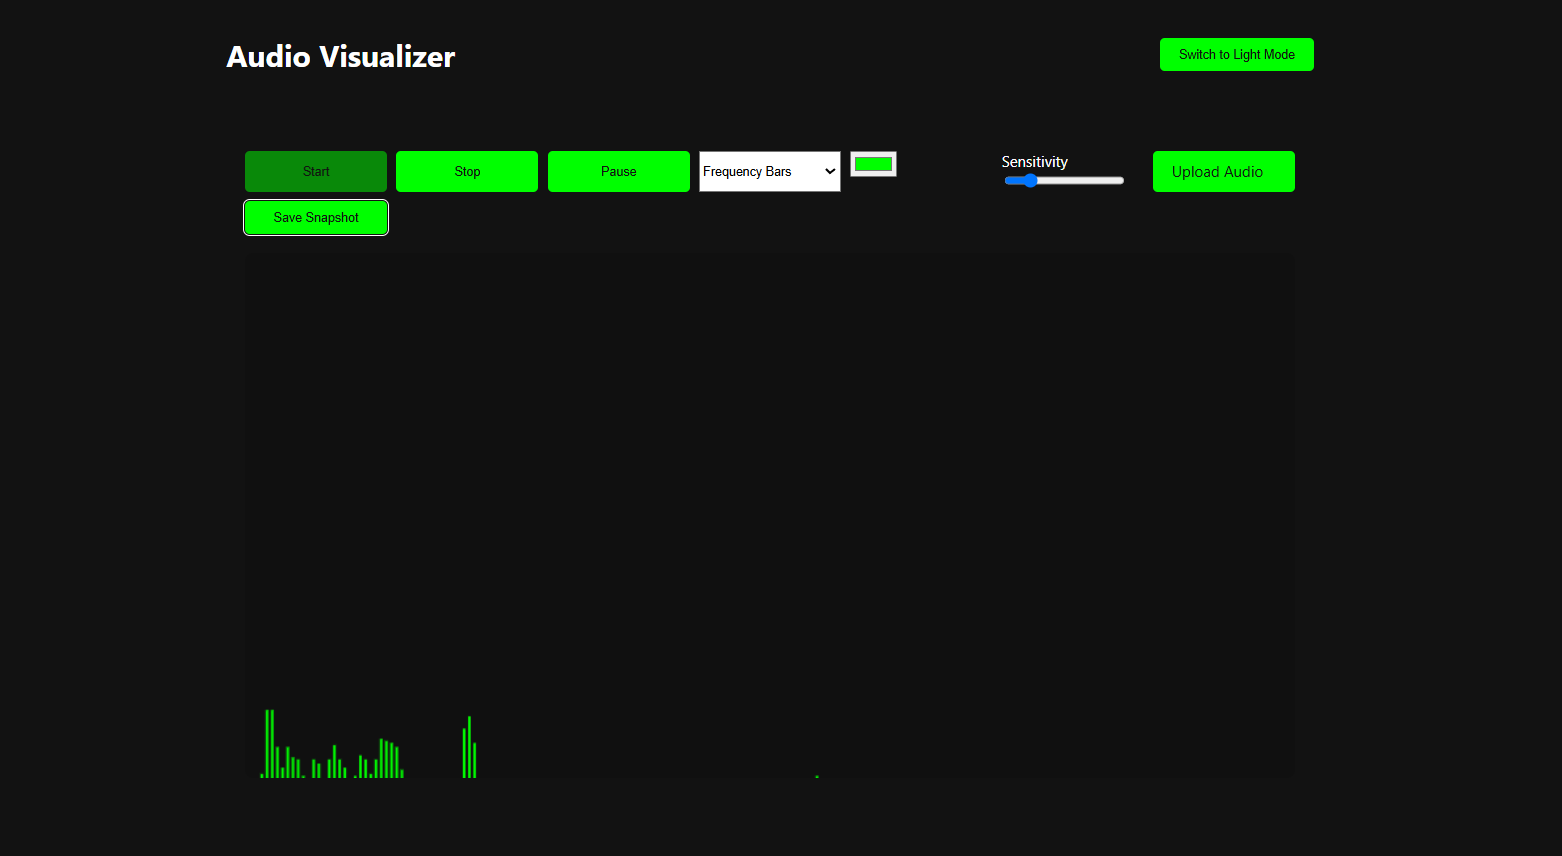 Audio Visualizer
Switch to Light Mode
Start
Stop
Pause
Frequency Bars
Sensitivity
Upload Audio
Save Snapshot